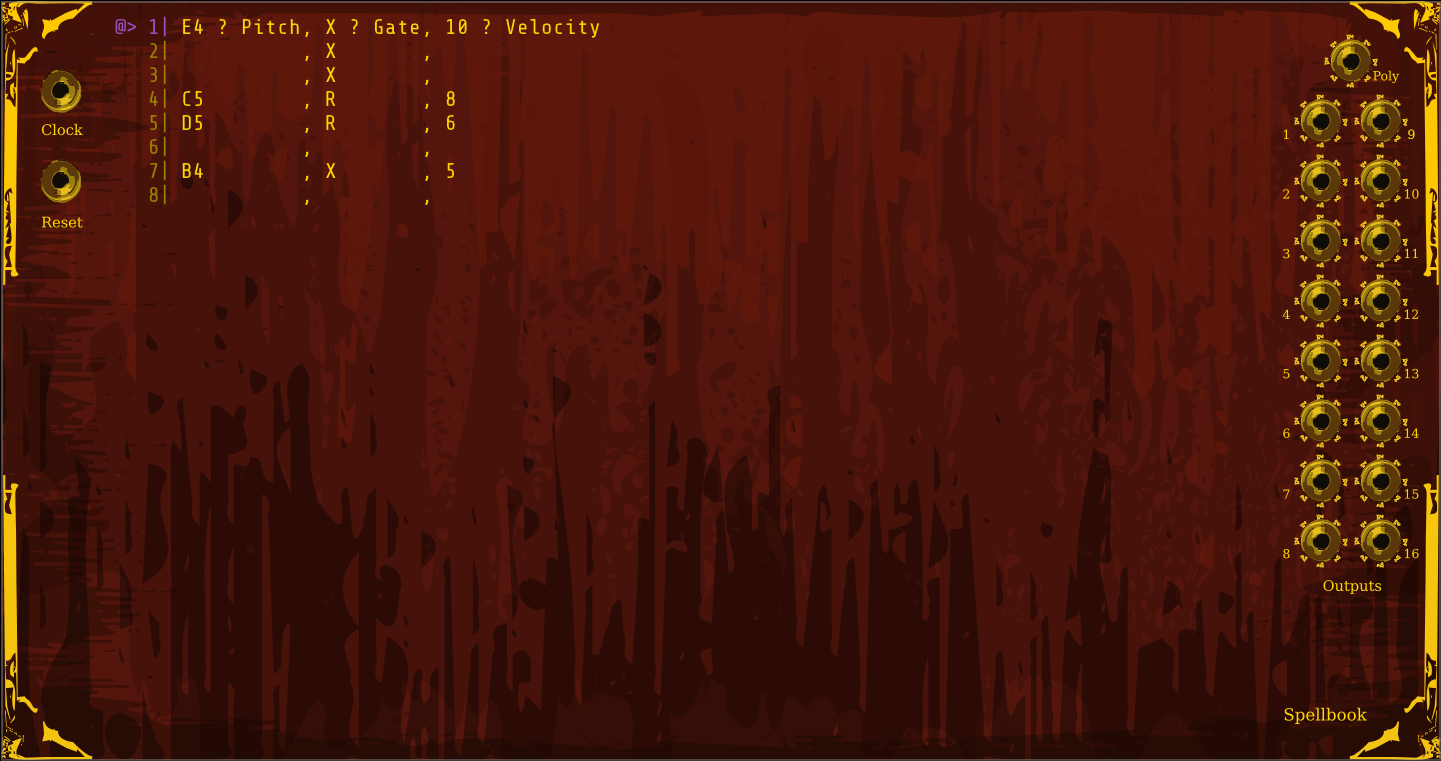 @> 1| E4 ? Pitch, X ? Gate, 10 ? Velocity
2| , X ,
3| , X ,
4| C5 , R , 8
5| D5 , R , 6
6| , ,
7| B4 , X , 5
8| , ,
Clock
Reset
Poly
1 9
2 10
3 11
4 12
5 13
6 14
7 15
8 16
Outputs
Spellbook